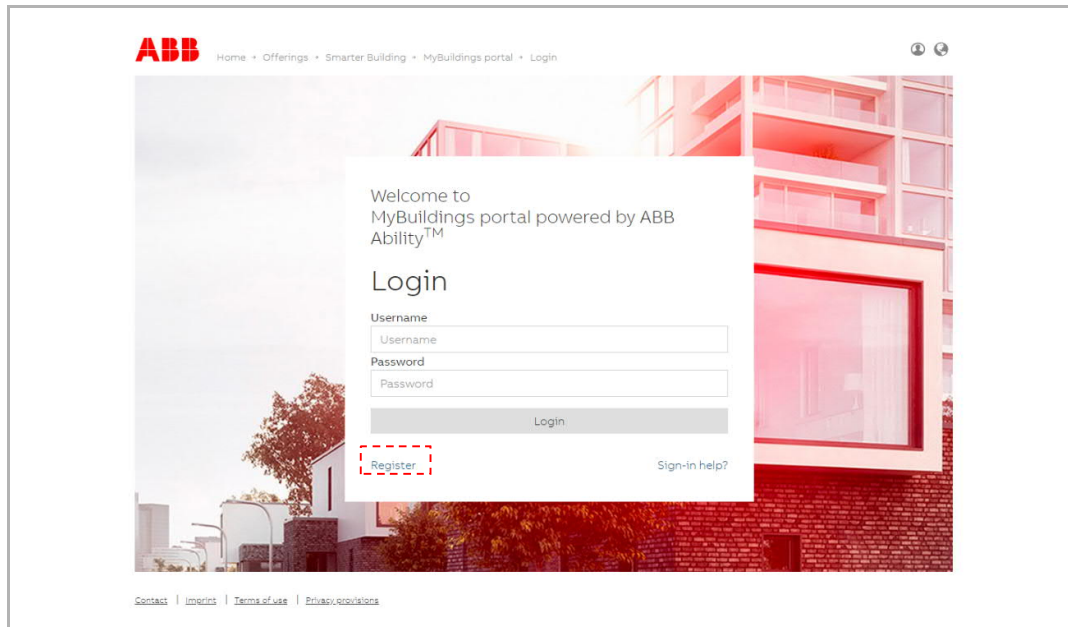 ABB
Home • Offerings • Smarter Building • MyBuildings portal • Login
Welcome to
MyBuildings portal powered by ABB
Ability™
Login
Username
Username
Password
Password
Login
Register
Sign-in help?
Contact | Imprint | Terms of use | Privacy provisions